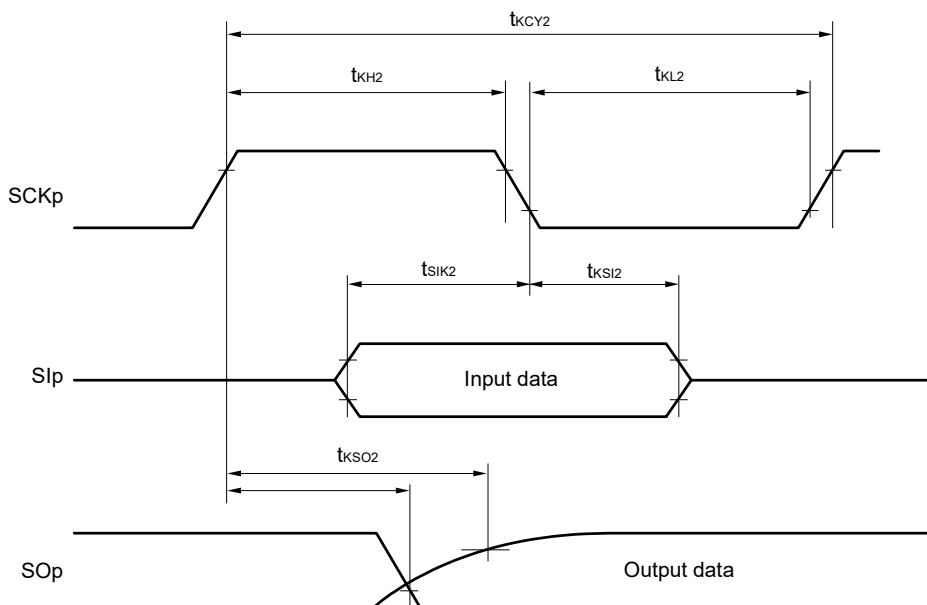 tKCY2
tKH2
tKL2
SCKp
tSIK2
tKSI2
SIp
Input data
tKSO2
SOp
Output data